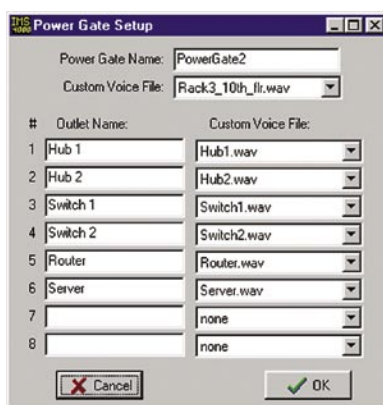 IMS 4000 Power Gate Setup
Power Gate Name: PowerGate2
Custom Voice File: Rack3_10th_flr.wav
# Outlet Name: Custom Voice File:
1 Hub 1 Hub1.wav
2 Hub 2 Hub2.wav
3 Switch 1 Switch1.wav
4 Switch 2 Switch2.wav
5 Router Router.wav
6 Server Server.wav
7 none
8 none
Cancel OK